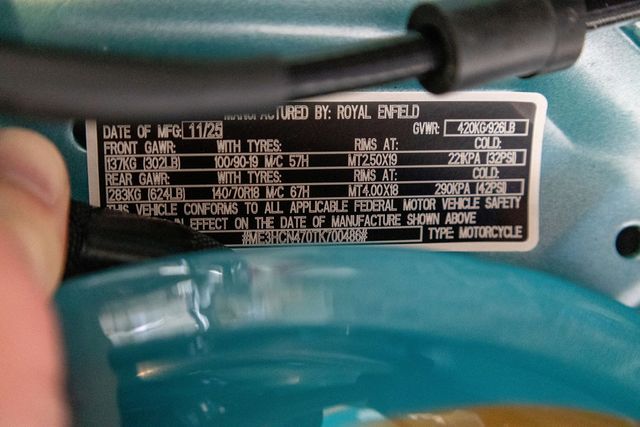 MANUFACTURED BY: ROYAL ENFIELD
DATE OF MFG: 11/25 GVWR: 420KG/926LB
FRONT GAWR: WITH TYRES: RIMS AT: COLD:
137KG (302LB) 100/90-19 M/C 57H MT2.50X19 221KPA (32PSI)
REAR GAWR: WITH TYRES: RIMS AT: COLD:
283KG (624LB) 140/70R18 M/C 67H MT4.00X18 290KPA (42PSI)
THIS VEHICLE CONFORMS TO ALL APPLICABLE FEDERAL MOTOR VEHICLE SAFETY
IN EFFECT ON THE DATE OF MANUFACTURE SHOWN ABOVE
#ME3HCN470TK700486# TYPE: MOTORCYCLE